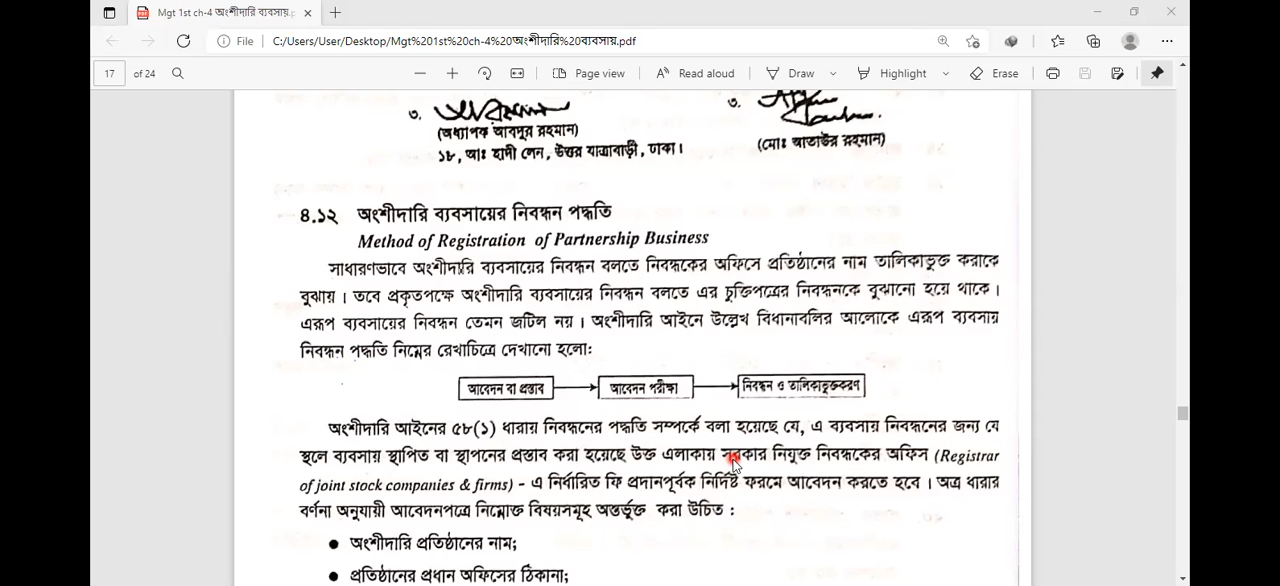 Mgt 1st ch-4 অংশীদারি ব্যবসায়.p
File C:/Users/User/Desktop/Mgt%201st%20ch-4%20অংশীদারি%20ব্যবসায়.pdf
17 of 24 Page view Read aloud Draw Highlight Erase
৩. ৩.
(অধ্যাপক আবদুর রহমান)
(মোঃ আতাউর রহমান)
১৮, আঃ হাদী লেন, উত্তর যাত্রাবাড়ী, ঢাকা।
৪.১২ অংশীদারি ব্যবসায়ের নিবন্ধন পদ্ধতি
Method of Registration of Partnership Business
সাধারণভাবে অংশীদারি ব্যবসায়ের নিবন্ধন বলতে নিবন্ধকের অফিসে প্রতিষ্ঠানের নাম তালিকাভুক্ত করাকে
বুঝায়। তবে প্রকৃতপক্ষে অংশীদারি ব্যবসায়ের নিবন্ধন বলতে এর চুক্তিপত্রের নিবন্ধনকে বুঝানো হয়ে থাকে।
এরূপ ব্যবসায়ের নিবন্ধন তেমন জটিল নয়। অংশীদারি আইনে উল্লেখ বিধানাবলির আলোকে এরূপ ব্যবসায়
নিবন্ধন পদ্ধতি নিম্নের রেখাচিত্রে দেখানো হলো:
আবেদন বা প্রস্তাব আবেদন পরীক্ষা নিবন্ধন ও তালিকাভুক্তকরণ
অংশীদারি আইনের ৫৮(১) ধারায় নিবন্ধনের পদ্ধতি সম্পর্কে বলা হয়েছে যে, এ ব্যবসায় নিবন্ধনের জন্য যে
স্থলে ব্যবসায় স্থাপিত বা স্থাপনের প্রস্তাব করা হয়েছে উক্ত এলাকায় সরকার নিযুক্ত নিবন্ধকের অফিস (Registrar
of joint stock companies & firms) - এ নির্ধারিত ফি প্রদানপূর্বক নির্দিষ্ট ফরমে আবেদন করতে হবে। অত্র ধারার
বর্ণনা অনুযায়ী আবেদনপত্রে নিম্নোক্ত বিষয়সমূহ অন্তর্ভুক্ত করা উচিত :
● অংশীদারি প্রতিষ্ঠানের নাম;
● প্রতিষ্ঠানের প্রধান অফিসের ঠিকানা;